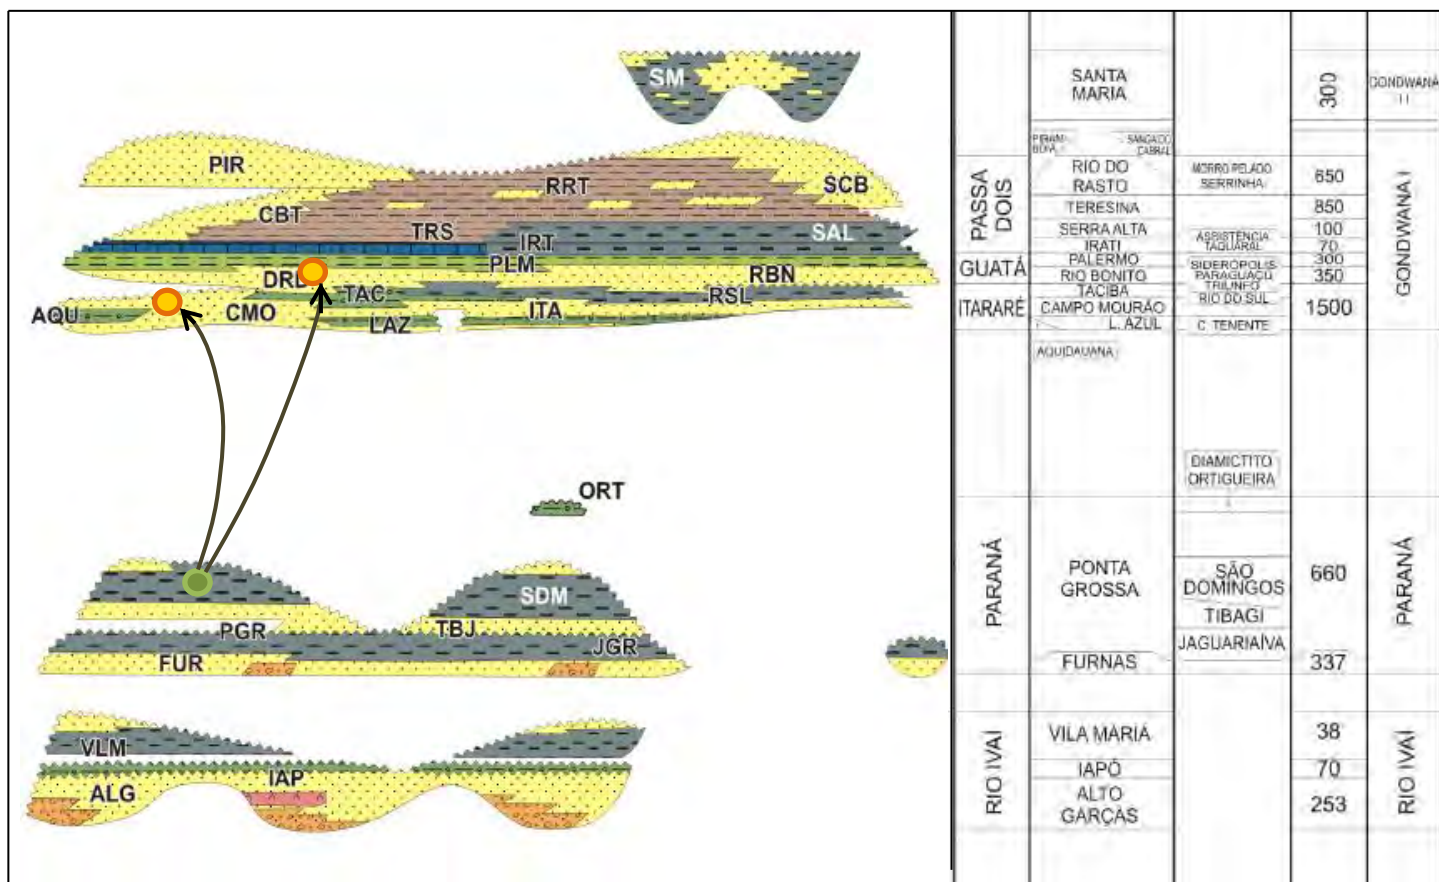 SM
PIR
RRT
SCB
CBT
TRS
IRT
SAL
PLM
DRD
RBN
TAC
RSL
AQU
CMO
ITA
LAZ
ORT
SDM
PGR
TBJ
JGR
FUR
VLM
IAP
ALG
SANTA
MARIA
300
GONDWANA
II
SANGA DO
CABRAL
PASSA
DOIS
RIO DO
RASTO
MORRO PELADO
SERRINHA
650
GONDWANA I
TERESINA
850
SERRA ALTA
100
IRATI
ASSISTÊNCIA
TAQUARAL
70
GUATÁ
PALERMO
300
RIO BONITO
SIDERÓPOLIS
PARAGUAÇU
TRIUNFO
350
ITARARÉ
TACIBA
RIO DO SUL
CAMPO MOURÃO
1500
L. AZUL
C. TENENTE
AQUIDAUANA
DIAMICTITO
ORTIGUEIRA
PARANÁ
PONTA
GROSSA
SÃO
DOMINGOS
660
PARANÁ
TIBAGI
JAGUARIAÍVA
FURNAS
337
RIO IVAÍ
VILA MARIA
38
RIO IVAÍ
IAPÓ
70
ALTO
GARÇAS
253